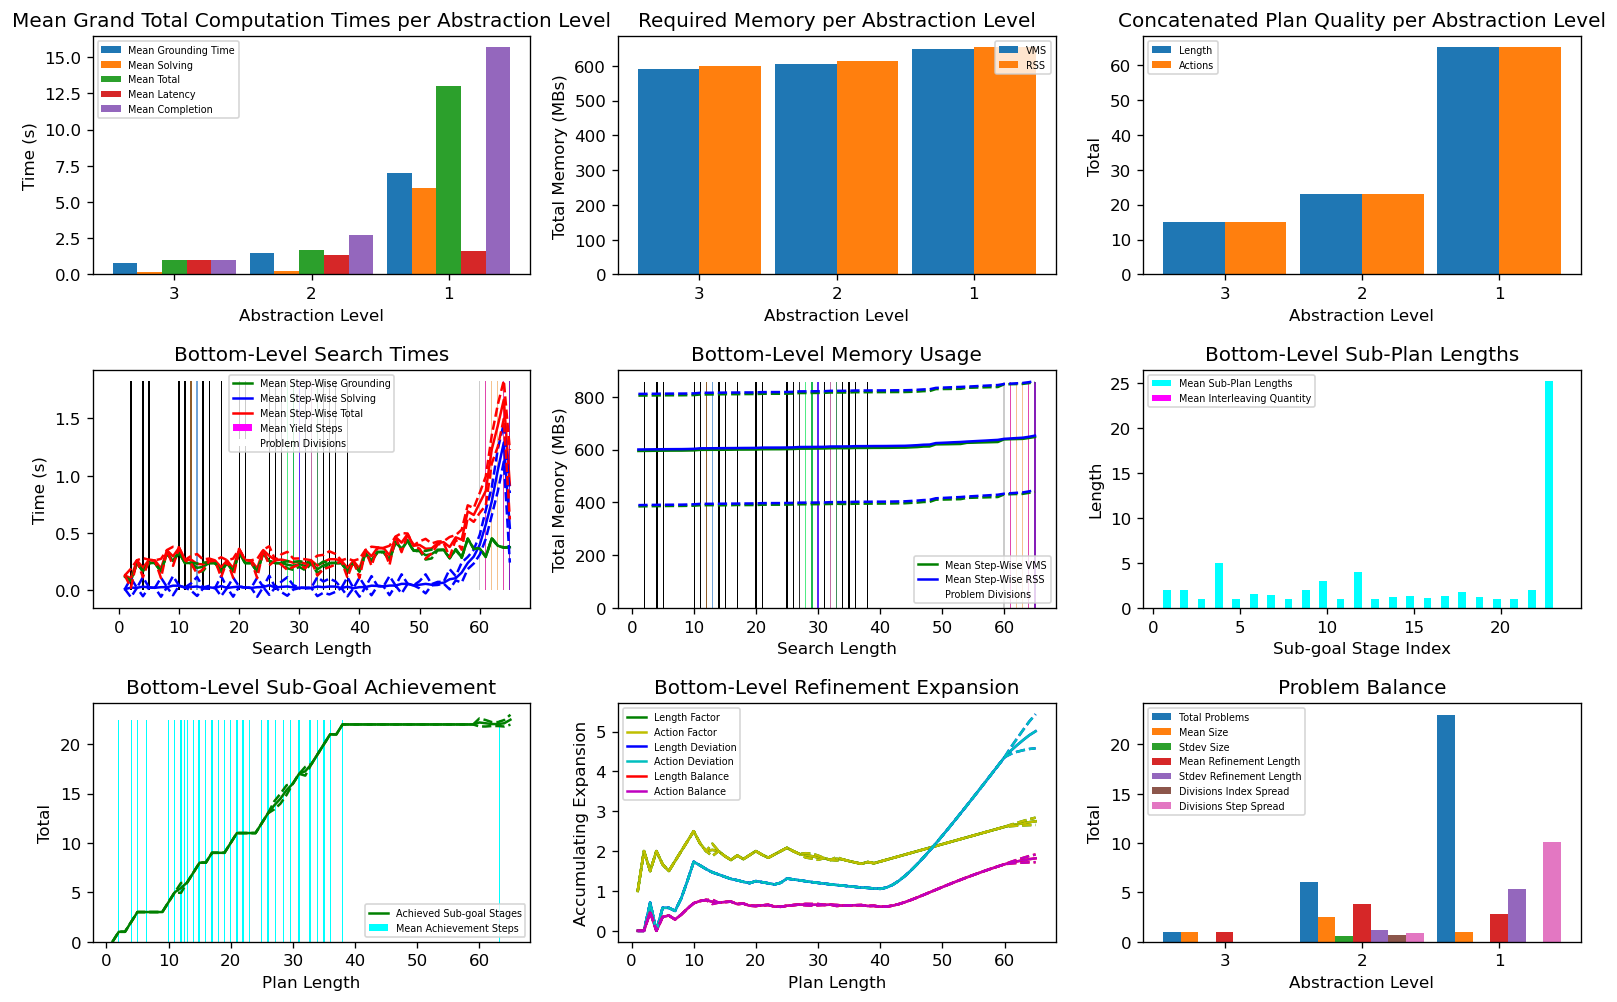 Mean Grand Total Computation Times per Abstraction Level
15.0
12.5
10.0
7.5
5.0
2.5
0.0
Time (s)
Mean Grounding Time
Mean Solving
Mean Total
Mean Latency
Mean Completion
3 2 1
Abstraction Level
Required Memory per Abstraction Level
600
500
400
300
200
100
0
Total Memory (MBs)
VMS
RSS
3 2 1
Abstraction Level
Concatenated Plan Quality per Abstraction Level
60
50
40
30
20
10
0
Total
Length
Actions
3 2 1
Abstraction Level
Bottom-Level Search Times
1.5
1.0
0.5
0.0
Time (s)
Mean Step-Wise Grounding
Mean Step-Wise Solving
Mean Step-Wise Total
Mean Yield Steps
Problem Divisions
0 10 20 30 40 50 60
Search Length
Bottom-Level Memory Usage
800
600
400
200
0
Total Memory (MBs)
Mean Step-Wise VMS
Mean Step-Wise RSS
Problem Divisions
0 10 20 30 40 50 60
Search Length
Bottom-Level Sub-Plan Lengths
25
20
15
10
5
0
Length
Mean Sub-Plan Lengths
Mean Interleaving Quantity
0 5 10 15 20
Sub-goal Stage Index
Bottom-Level Sub-Goal Achievement
20
15
10
5
0
Total
Achieved Sub-goal Stages
Mean Achievement Steps
0 10 20 30 40 50 60
Plan Length
Bottom-Level Refinement Expansion
5
4
3
2
1
0
Accumulating Expansion
Length Factor
Action Factor
Length Deviation
Action Deviation
Length Balance
Action Balance
0 10 20 30 40 50 60
Plan Length
Problem Balance
20
15
10
5
0
Total
Total Problems
Mean Size
Stdev Size
Mean Refinement Length
Stdev Refinement Length
Divisions Index Spread
Divisions Step Spread
3 2 1
Abstraction Level